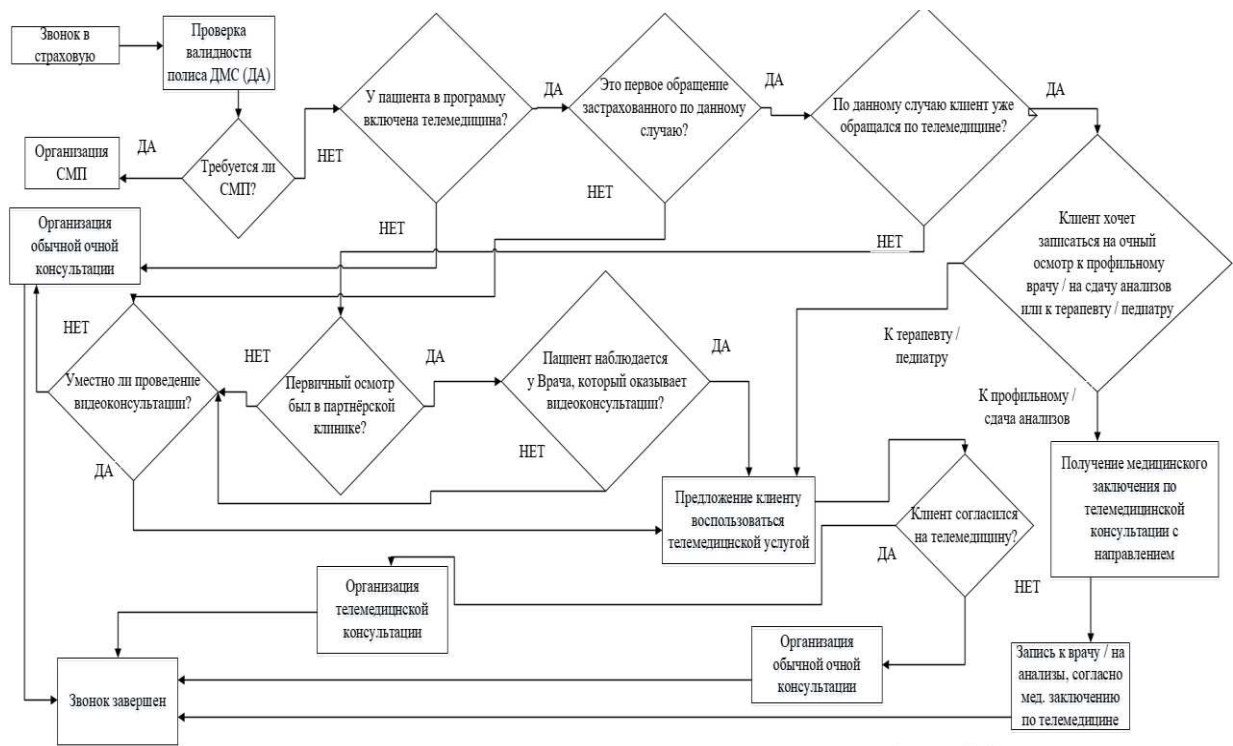 Звонок в
страховую
Проверка
валидности
полиса ДМС (ДА)
У пациента в программу
включена телемедицина?
ДА
Это первое обращение
застрахованного по данному
случаю?
ДА
По данному случаю клиент уже
обращался по телемедицине?
ДА
Организация
СМП
ДА
Требуется ли
СМП?
НЕТ
НЕТ
НЕТ
НЕТ
Организация
обычной очной
консультации
Клиент хочет
записаться на очный
осмотр к профильному
врачу / на сдачу анализов
или к терапевту / педиатру
НЕТ
Уместно ли проведение
видеоконсультации?
ДА
НЕТ
Первичный осмотр
был в партнёрской
клинике?
ДА
Пациент наблюдается
у Врача, который оказывает
видеоконсультации?
ДА
НЕТ
К терапевту /
педиатру
К профильному /
сдача анализов
Предложение клиенту
воспользоваться
телемедицнской услугой
Клиент согласился
на телемедицину?
ДА
НЕТ
Получение медицинского
заключения по
телемедицинской
консультации с
направлением
Организация
телемедицнской
консультации
Организация
обычной очной
консультации
Запись к врачу / на
анализы, согласно
мед. заключению
по телемедицине
Звонок завершен